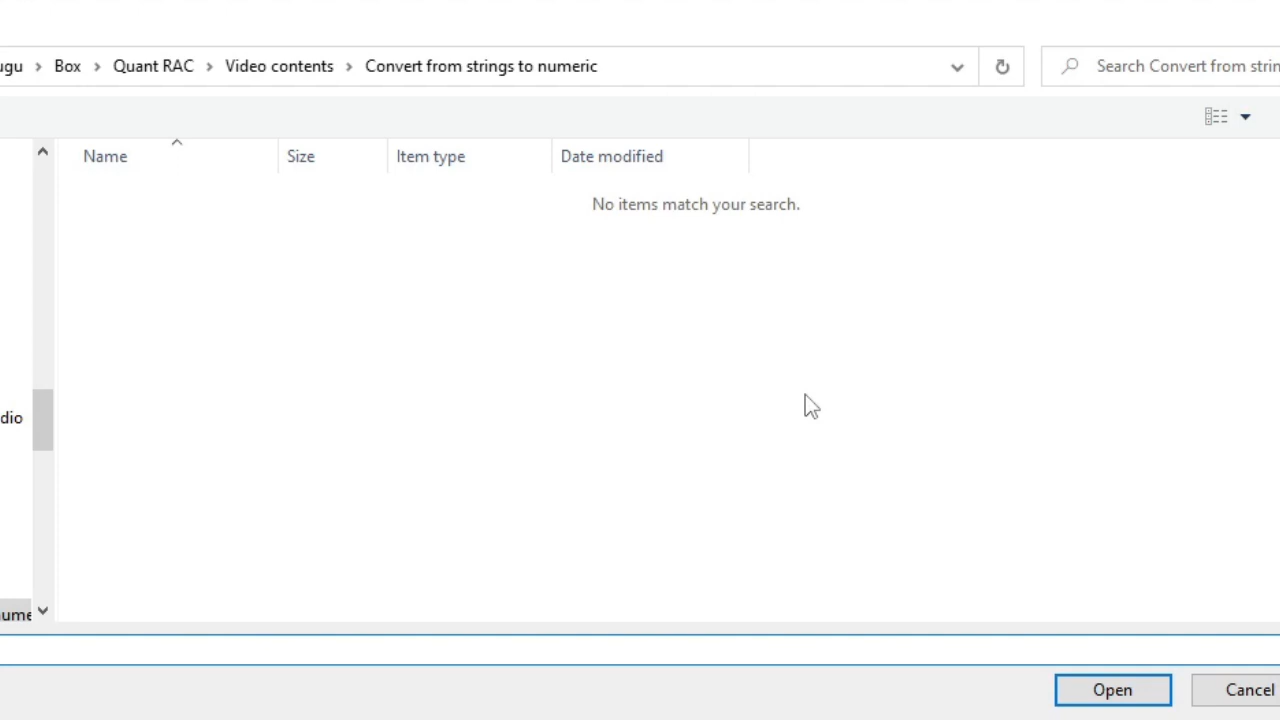 ugu > Box > Quant RAC > Video contents > Convert from strings to numeric
Search Convert from strin
Name Size Item type Date modified
No items match your search.
dio
nume
Open Cancel